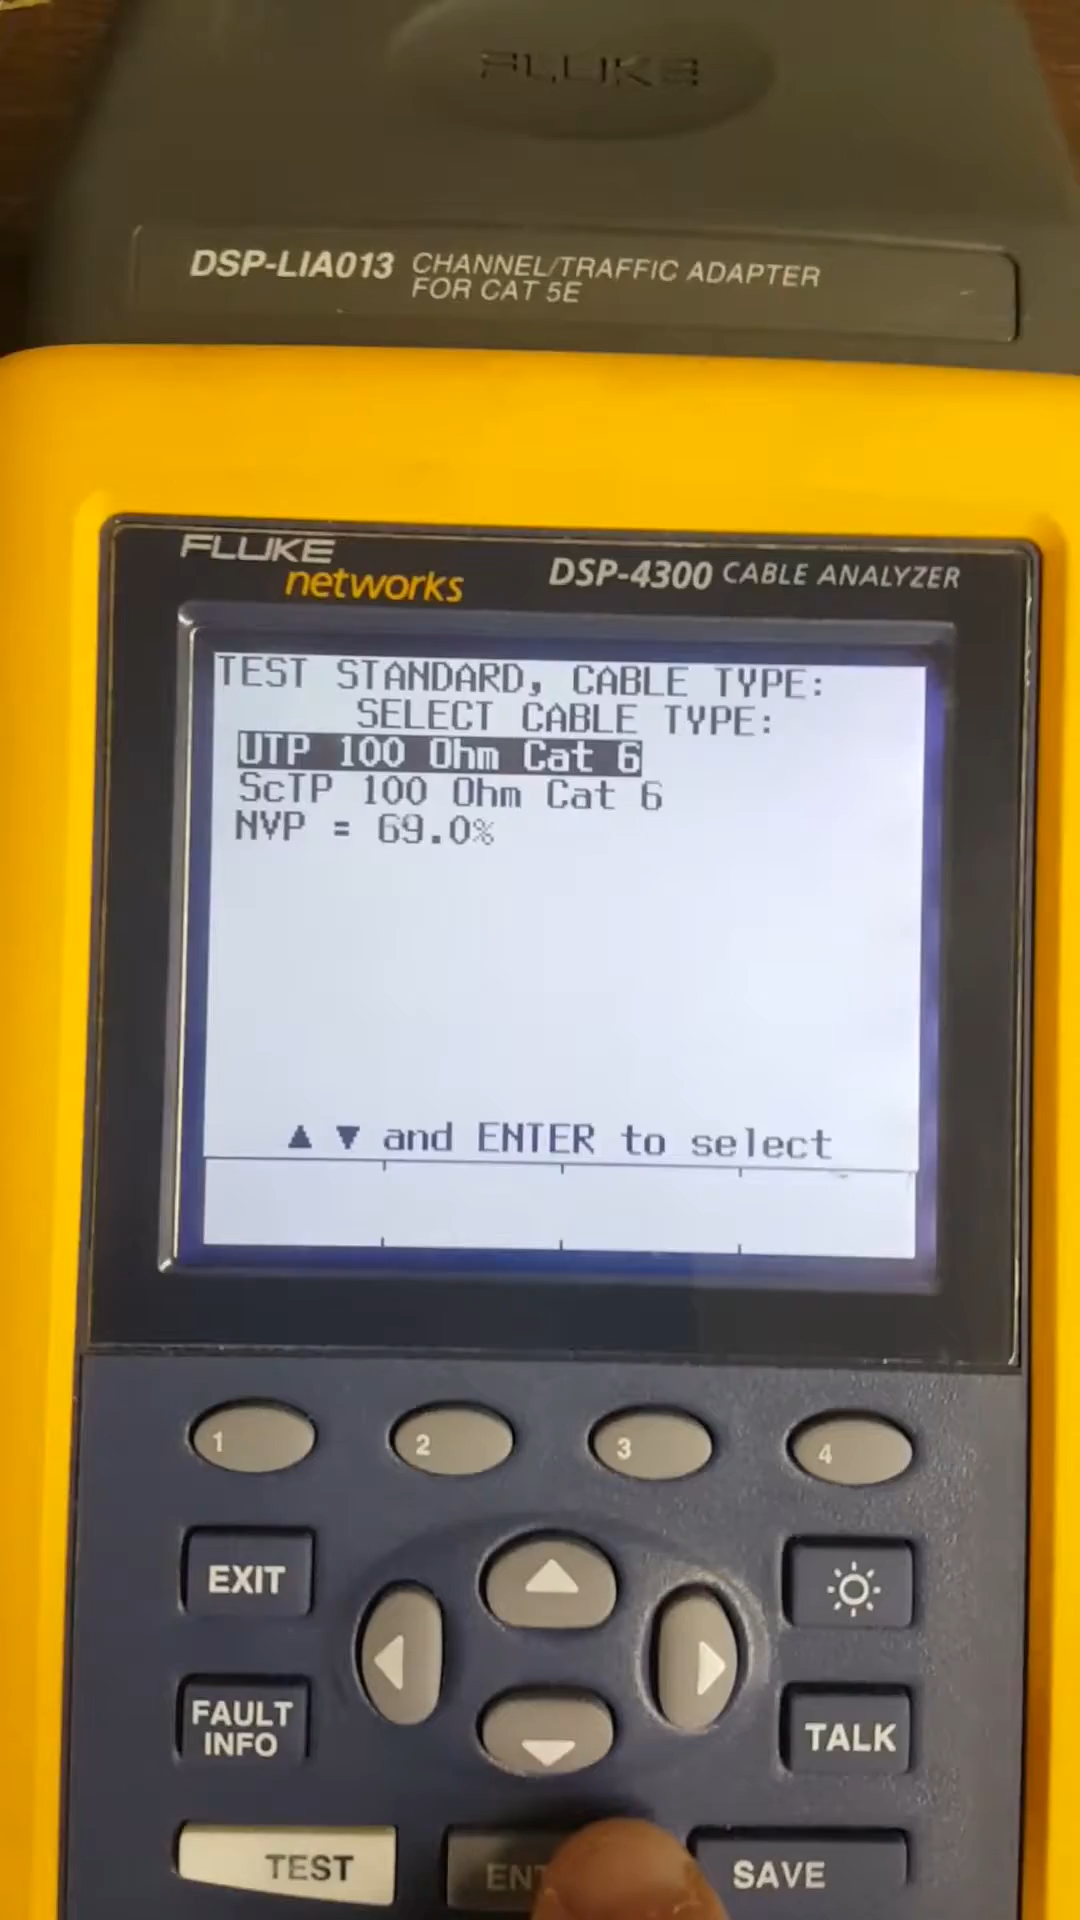 FLUKE
DSP-LIA013 CHANNEL/TRAFFIC ADAPTER
FOR CAT 5E
FLUKE
networks
DSP-4300 CABLE ANALYZER
TEST STANDARD, CABLE TYPE:
SELECT CABLE TYPE:
UTP 100 Ohm Cat 6
ScTP 100 Ohm Cat 6
NVP = 69.0%
▲ ▼ and ENTER to select
1 2 3 4
EXIT
FAULT
INFO
TALK
TEST
ENT
SAVE